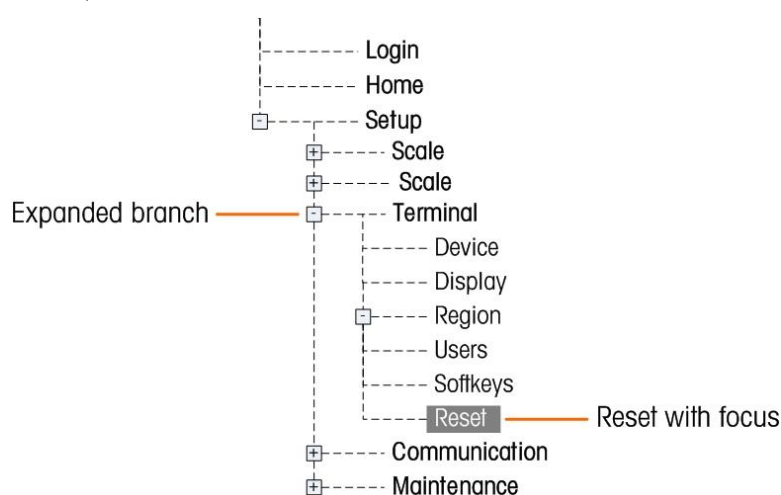 Login
Home
Setup
Scale
Scale
Expanded branch Terminal
Device
Display
Region
Users
Softkeys
Reset Reset with focus
Communication
Maintenance